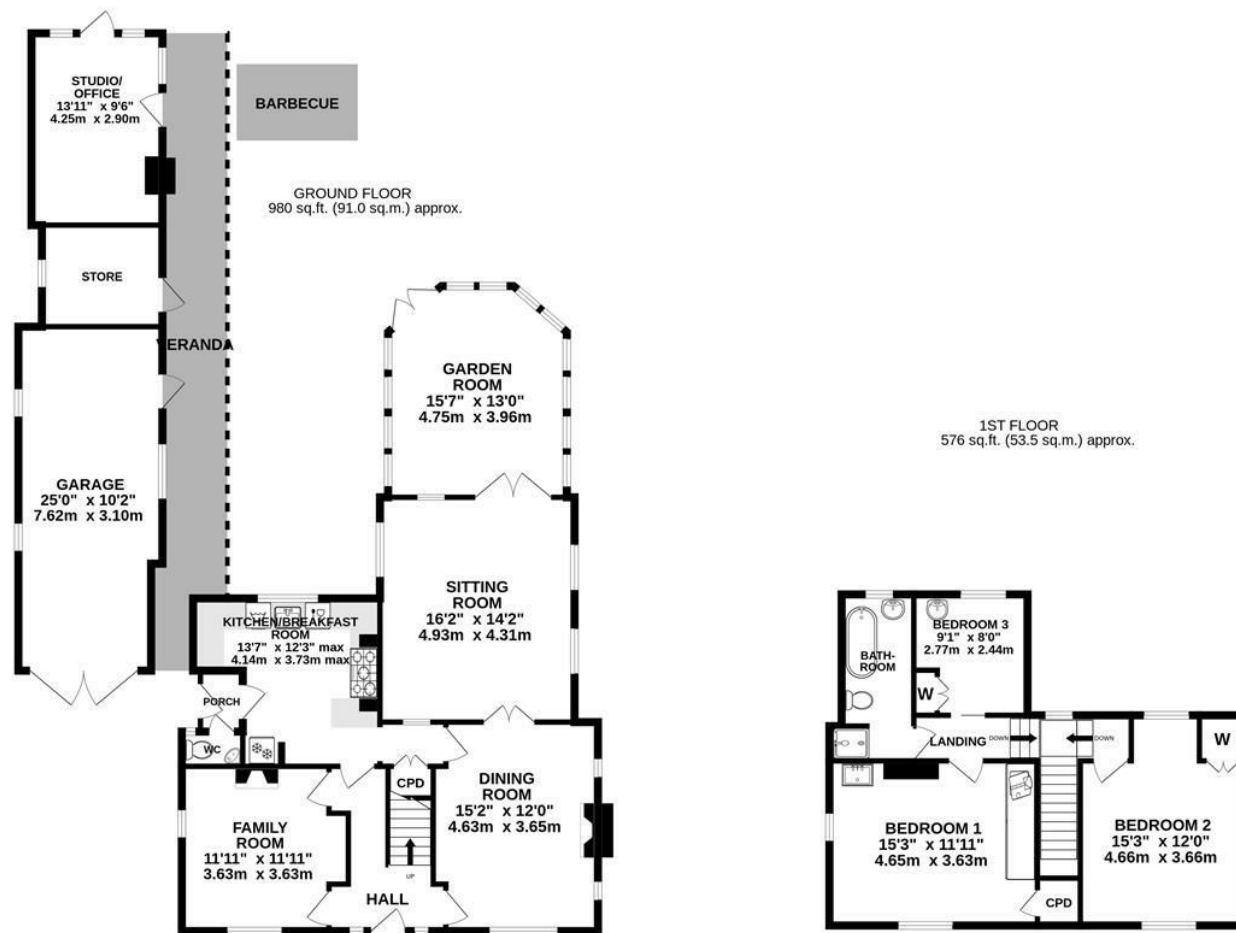 STUDIO/
OFFICE
13'11" x 9'6"
4.25m x 2.90m
BARBECUE
GROUND FLOOR
980 sq.ft. (91.0 sq.m.) approx.
STORE
VERANDA
GARDEN
ROOM
15'7" x 13'0"
4.75m x 3.96m
GARAGE
25'0" x 10'2"
7.62m x 3.10m
SITTING
ROOM
16'2" x 14'2"
4.93m x 4.31m
KITCHEN/BREAKFAST
ROOM
13'7" x 12'3" max
4.14m x 3.73m max
PORCH
WC
CPD
DINING
ROOM
15'2" x 12'0"
4.63m x 3.65m
FAMILY
ROOM
11'11" x 11'11"
3.63m x 3.63m
UP
HALL
1ST FLOOR
576 sq.ft. (53.5 sq.m.) approx.
BATH-
ROOM
BEDROOM 3
9'1" x 8'0"
2.77m x 2.44m
W
LANDING
DOWN
DOWN
W
BEDROOM 1
15'3" x 11'11"
4.65m x 3.63m
BEDROOM 2
15'3" x 12'0"
4.66m x 3.66m
CPD